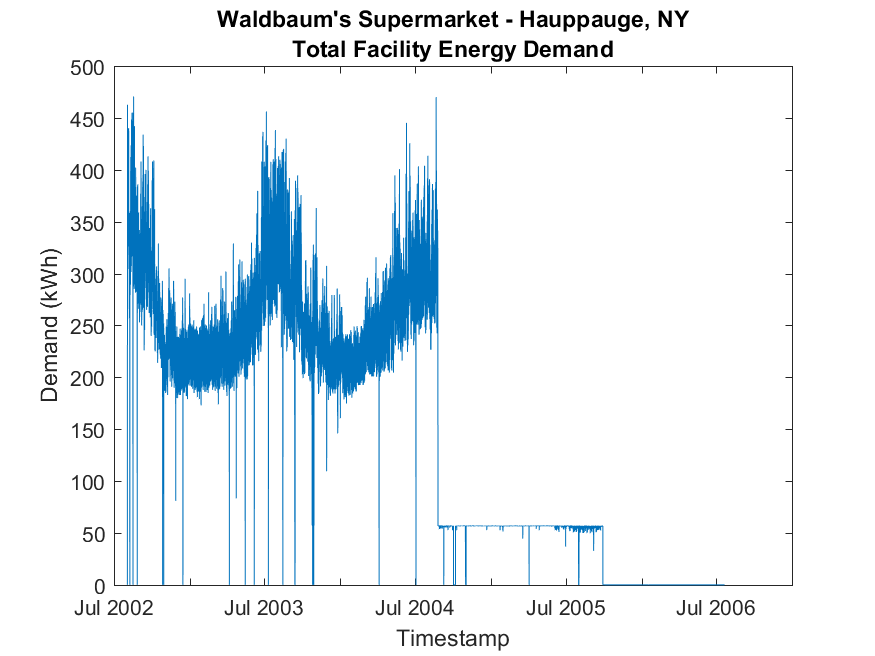 Waldbaum's Supermarket - Hauppauge, NY
Total Facility Energy Demand
500
450
400
350
300
250
200
150
100
50
0
Demand (kWh)
Jul 2002 Jul 2003 Jul 2004 Jul 2005 Jul 2006
Timestamp